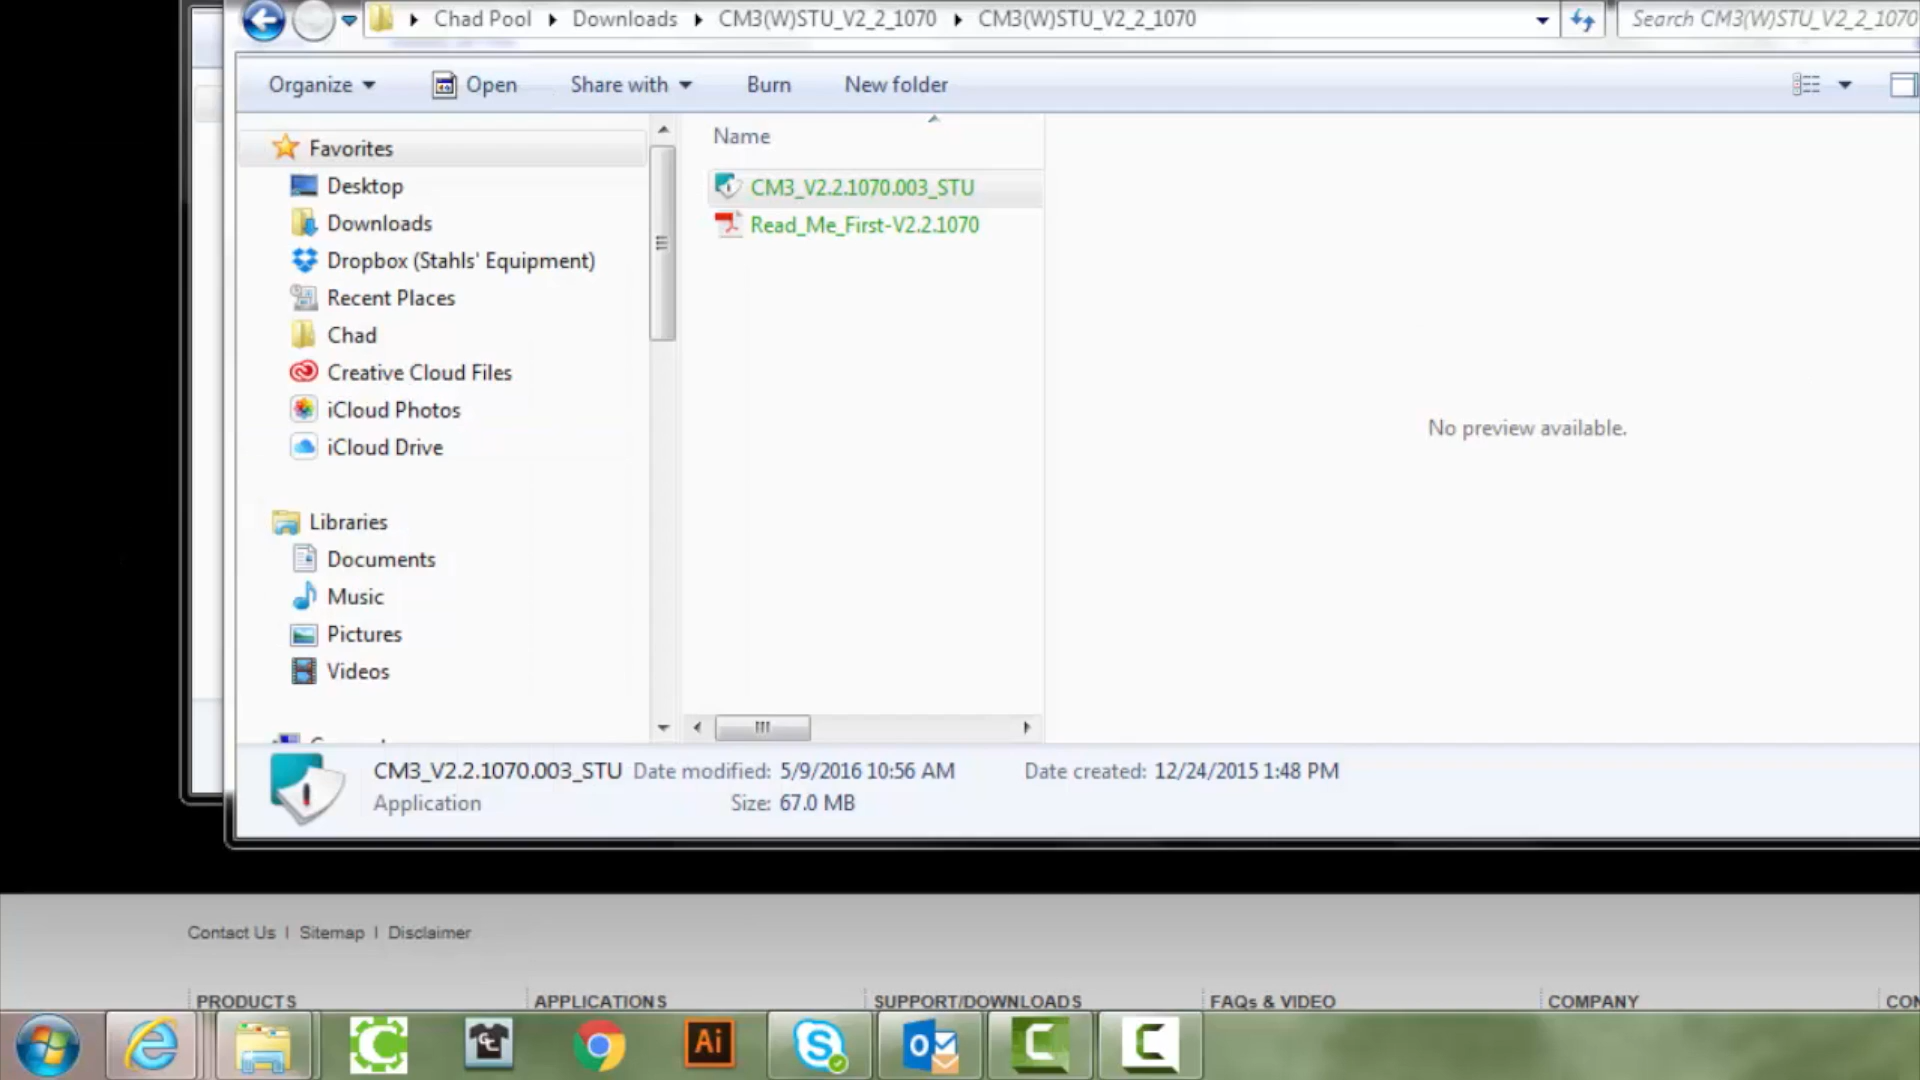 Chad Pool Downloads CM3(W)STU_V2_2_1070 CM3(W)STU_V2_2_1070
Search CM3(W)STU_V2_2_1070
Organize Open Share with Burn New folder
Favorites
Desktop
Downloads
Dropbox (Stahls' Equipment)
Recent Places
Chad
Creative Cloud Files
iCloud Photos
iCloud Drive
Libraries
Documents
Music
Pictures
Videos
Name
CM3_V2.2.1070.003_STU
Read_Me_First-V2.2.1070
No preview available.
CM3_V2.2.1070.003_STU Date modified: 5/9/2016 10:56 AM Date created: 12/24/2015 1:48 PM
Application Size: 67.0 MB
Contact Us | Sitemap | Disclaimer
PRODUCTS APPLICATIONS SUPPORT/DOWNLOADS FAQs & VIDEO COMPANY
Ai